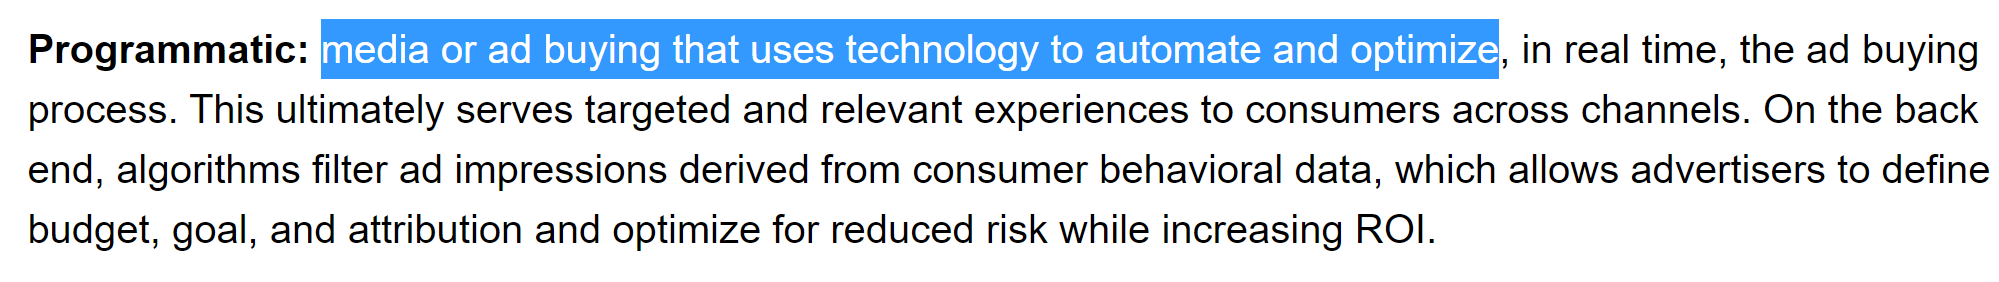 Programmatic: media or ad buying that uses technology to automate and optimize, in real time, the ad buying
process. This ultimately serves targeted and relevant experiences to consumers across channels. On the back
end, algorithms filter ad impressions derived from consumer behavioral data, which allows advertisers to define
budget, goal, and attribution and optimize for reduced risk while increasing ROI.